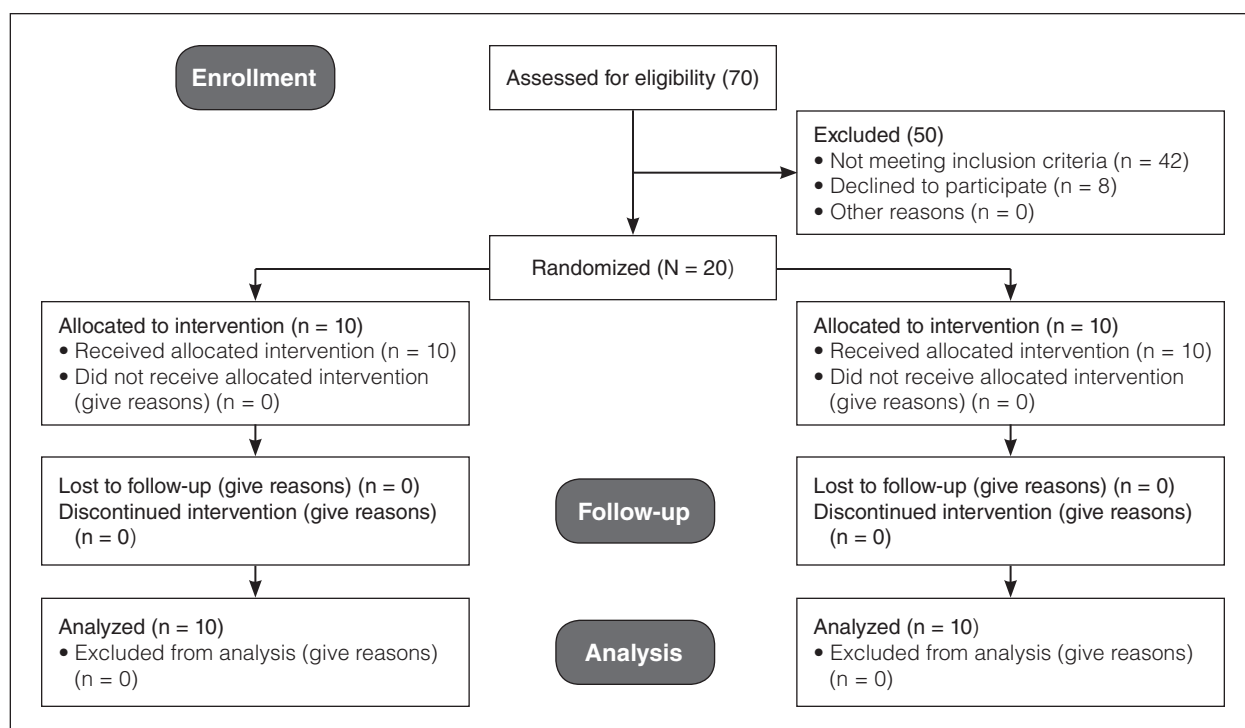 Enrollment
Assessed for eligibility (70)
Excluded (50)
• Not meeting inclusion criteria (n = 42)
• Declined to participate (n = 8)
• Other reasons (n = 0)
Randomized (N = 20)
Allocated to intervention (n = 10)
• Received allocated intervention (n = 10)
• Did not receive allocated intervention
(give reasons) (n = 0)
Allocated to intervention (n = 10)
• Received allocated intervention (n = 10)
• Did not receive allocated intervention
(give reasons) (n = 0)
Lost to follow-up (give reasons) (n = 0)
Discontinued intervention (give reasons)
(n = 0)
Follow-up
Lost to follow-up (give reasons) (n = 0)
Discontinued intervention (give reasons)
(n = 0)
Analyzed (n = 10)
• Excluded from analysis (give reasons)
(n = 0)
Analysis
Analyzed (n = 10)
• Excluded from analysis (give reasons)
(n = 0)